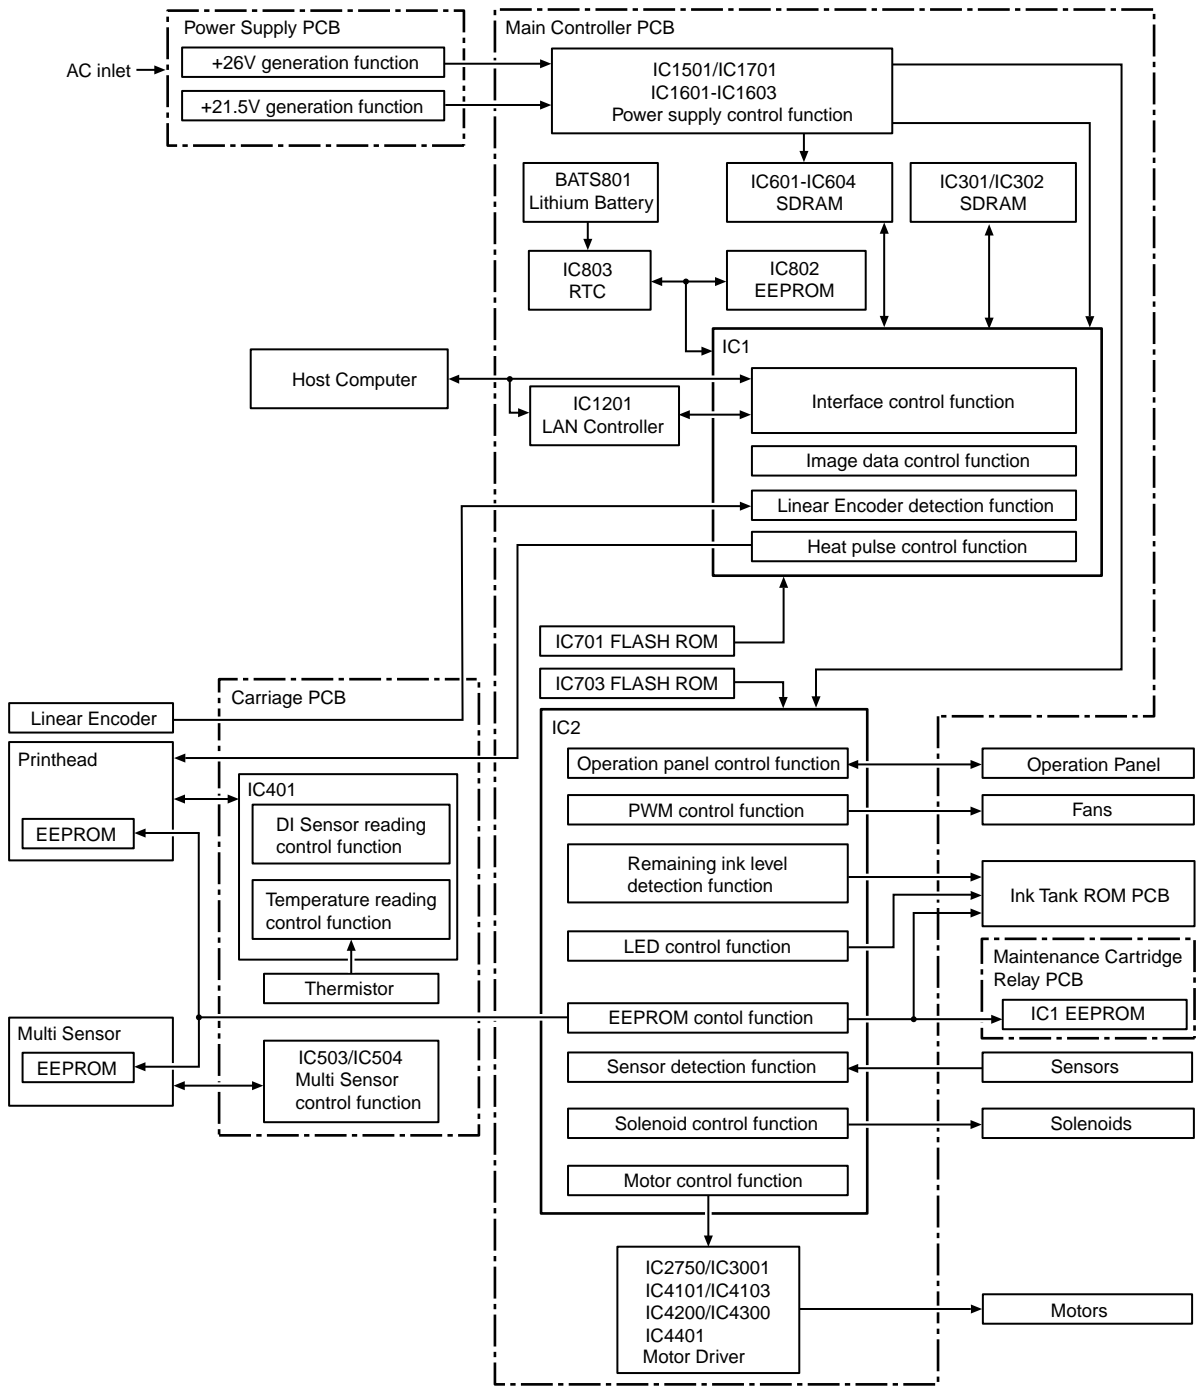 Power Supply PCB
+26V generation function
AC inlet
+21.5V generation function
Main Controller PCB
IC1501/IC1701
IC1601-IC1603
Power supply control function
BATS801
Lithium Battery
IC601-IC604
SDRAM
IC301/IC302
SDRAM
IC803
RTC
IC802
EEPROM
IC1
Host Computer
IC1201
LAN Controller
Interface control function
Image data control function
Linear Encoder detection function
Heat pulse control function
IC701 FLASH ROM
IC703 FLASH ROM
Carriage PCB
Linear Encoder
Printhead
EEPROM
IC401
DI Sensor reading
control function
Temperature reading
control function
Thermistor
Multi Sensor
EEPROM
IC503/IC504
Multi Sensor
control function
IC2
Operation panel control function
Operation Panel
PWM control function
Fans
Remaining ink level
detection function
Ink Tank ROM PCB
LED control function
Maintenance Cartridge
Relay PCB
IC1 EEPROM
EEPROM contol function
Sensor detection function
Sensors
Solenoid control function
Solenoids
Motor control function
IC2750/IC3001
IC4101/IC4103
IC4200/IC4300
IC4401
Motor Driver
Motors